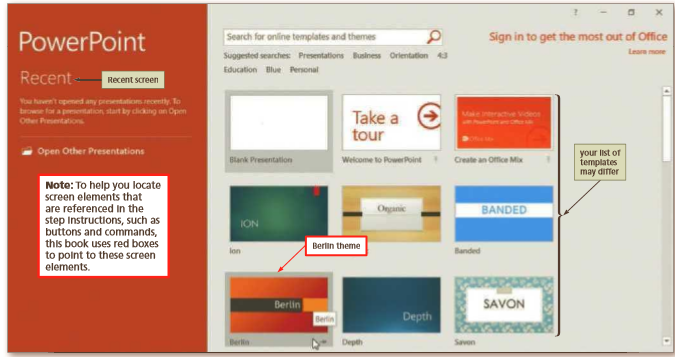 PowerPoint
Recent
Recent screen
You haven't opened any presentations recently. To
browse for a presentation, start by clicking on Open
Other Presentations.
Open Other Presentations
Note: To help you locate
screen elements that
are referenced in the
step instructions, such as
buttons and commands,
this book uses red boxes
to point to these screen
elements.
?
Search for online templates and themes
Sign in to get the most out of Office
Learn more
Suggested searches: Presentations Business Orientation 4:3
Education Blue Personal
Take a
tour
Make Interactive Videos
with PowerPoint and Office Mix
Office Mix
Blank Presentation
Welcome to PowerPoint
Create an Office Mix
your list of
templates
may differ
ION
Organic
BANDED
Ion
Banded
Berlin theme
Berlin
Berlin
Depth
SAVON
Berlin
Depth
Savon